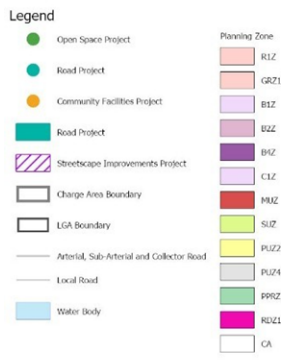 Legend
Open Space Project
Road Project
Community Facilities Project
Road Project
Streetscape Improvements Project
Charge Area Boundary
LGA Boundary
Arterial, Sub-Arterial and Collector Road
Local Road
Water Body
Planning Zone
R1Z
GRZ1
B1Z
B2Z
B4Z
C1Z
MUZ
SUZ
PUZ2
PUZ4
PPRZ
RDZ1
CA